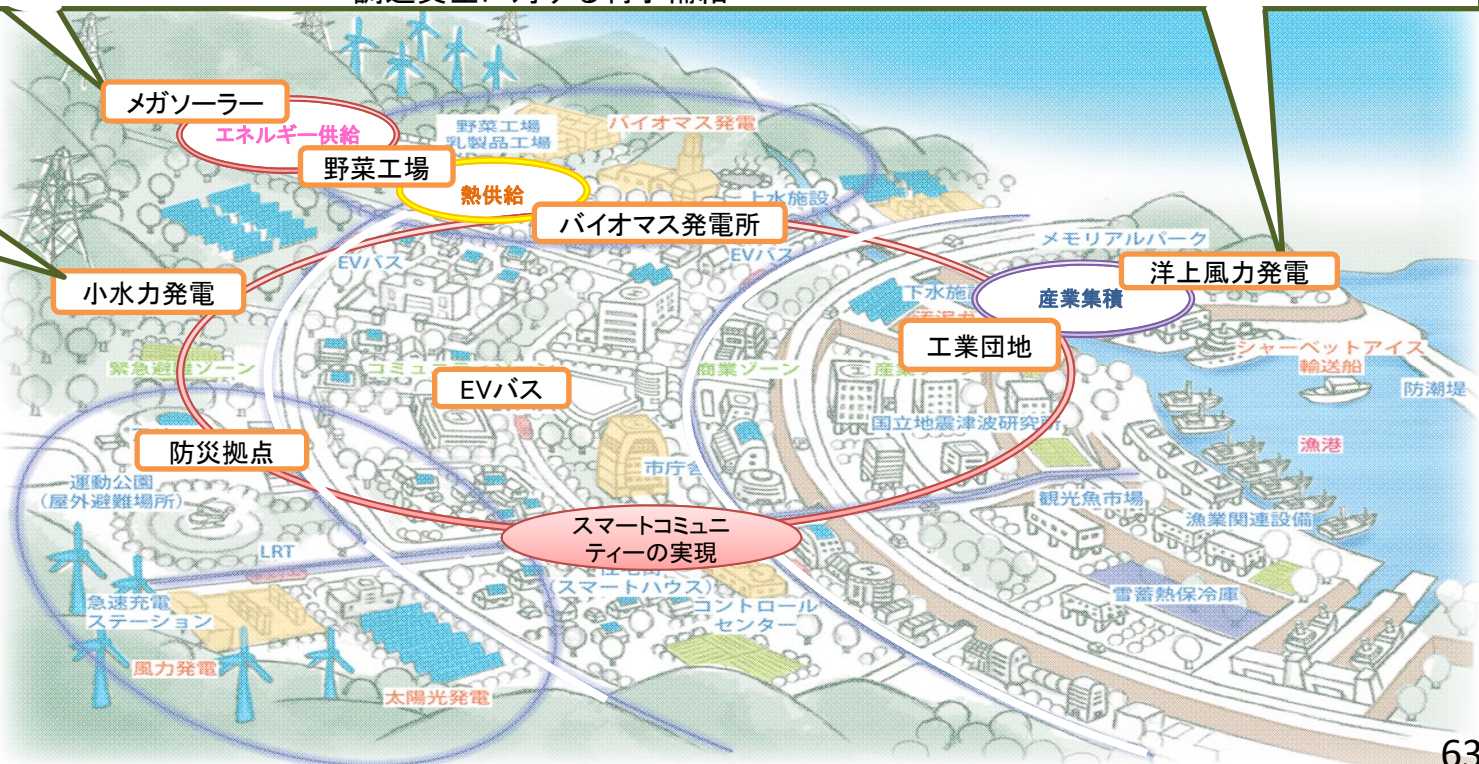 メガソーラー
エネルギー供給
野菜工場
乳製品工場
バイオマス発電
野菜工場
熱供給
上水施設
バイオマス発電所
メモリアルパーク
EVバス
EVバス
洋上風力発電
小水力発電
下水施設
産業集積
工業団地
シャーベットアイス
輸送船
緊急避難ゾーン
商業ゾーン
防潮堤
EVバス
国立地震津波研究所
漁港
防災拠点
市庁舎
運動公園
(屋外避難場所)
観光魚市場
漁業関連設備
スマートコミュニ
ティーの実現
LRT
(スマートハウス)
急速充電
ステーション
コントロール
センター
雪蓄熱保冷庫
風力発電
太陽光発電
63